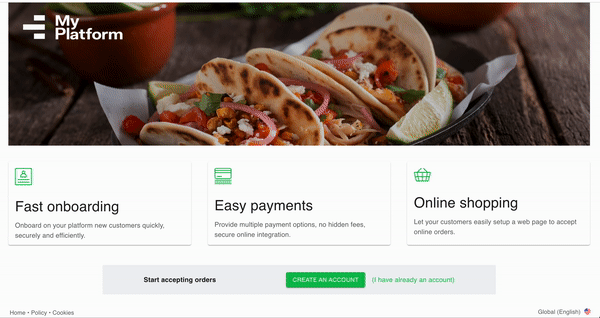 My
Platform
Fast onboarding
Onboard on your platform new customers quickly,
securely and efficiently.
Easy payments
Provide multiple payment options, no hidden fees,
secure online integration.
Online shopping
Let your customers easily setup a web page to accept
online orders.
Start accepting orders
CREATE AN ACCOUNT
(I have already an account)
Home • Policy • Cookies
Global (English)